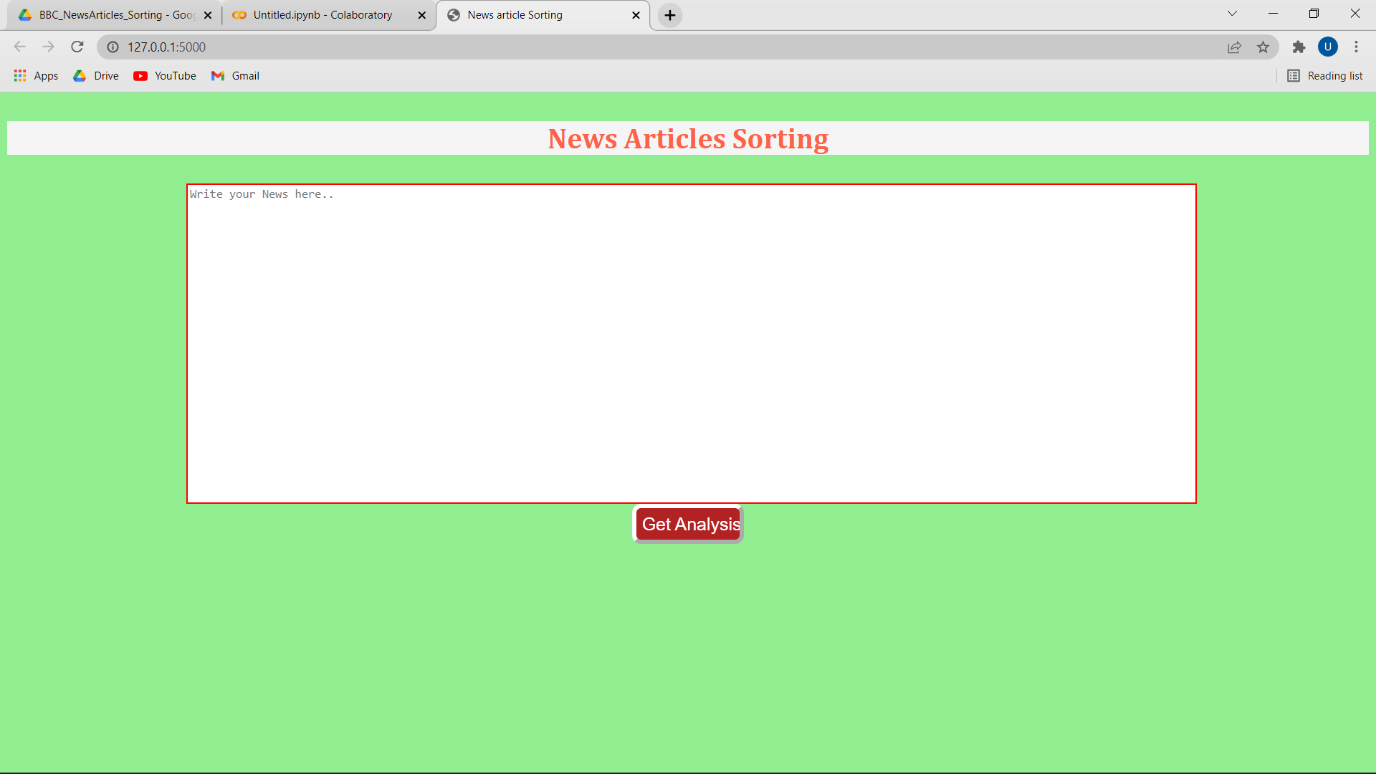 BBC_NewsArticles_Sorting - Goo
Untitled.ipynb - Colaboratory
News article Sorting
127.0.0.1:5000
U
Apps
Drive
YouTube
Gmail
Reading list
News Articles Sorting
Write your News here..
Get Analysis